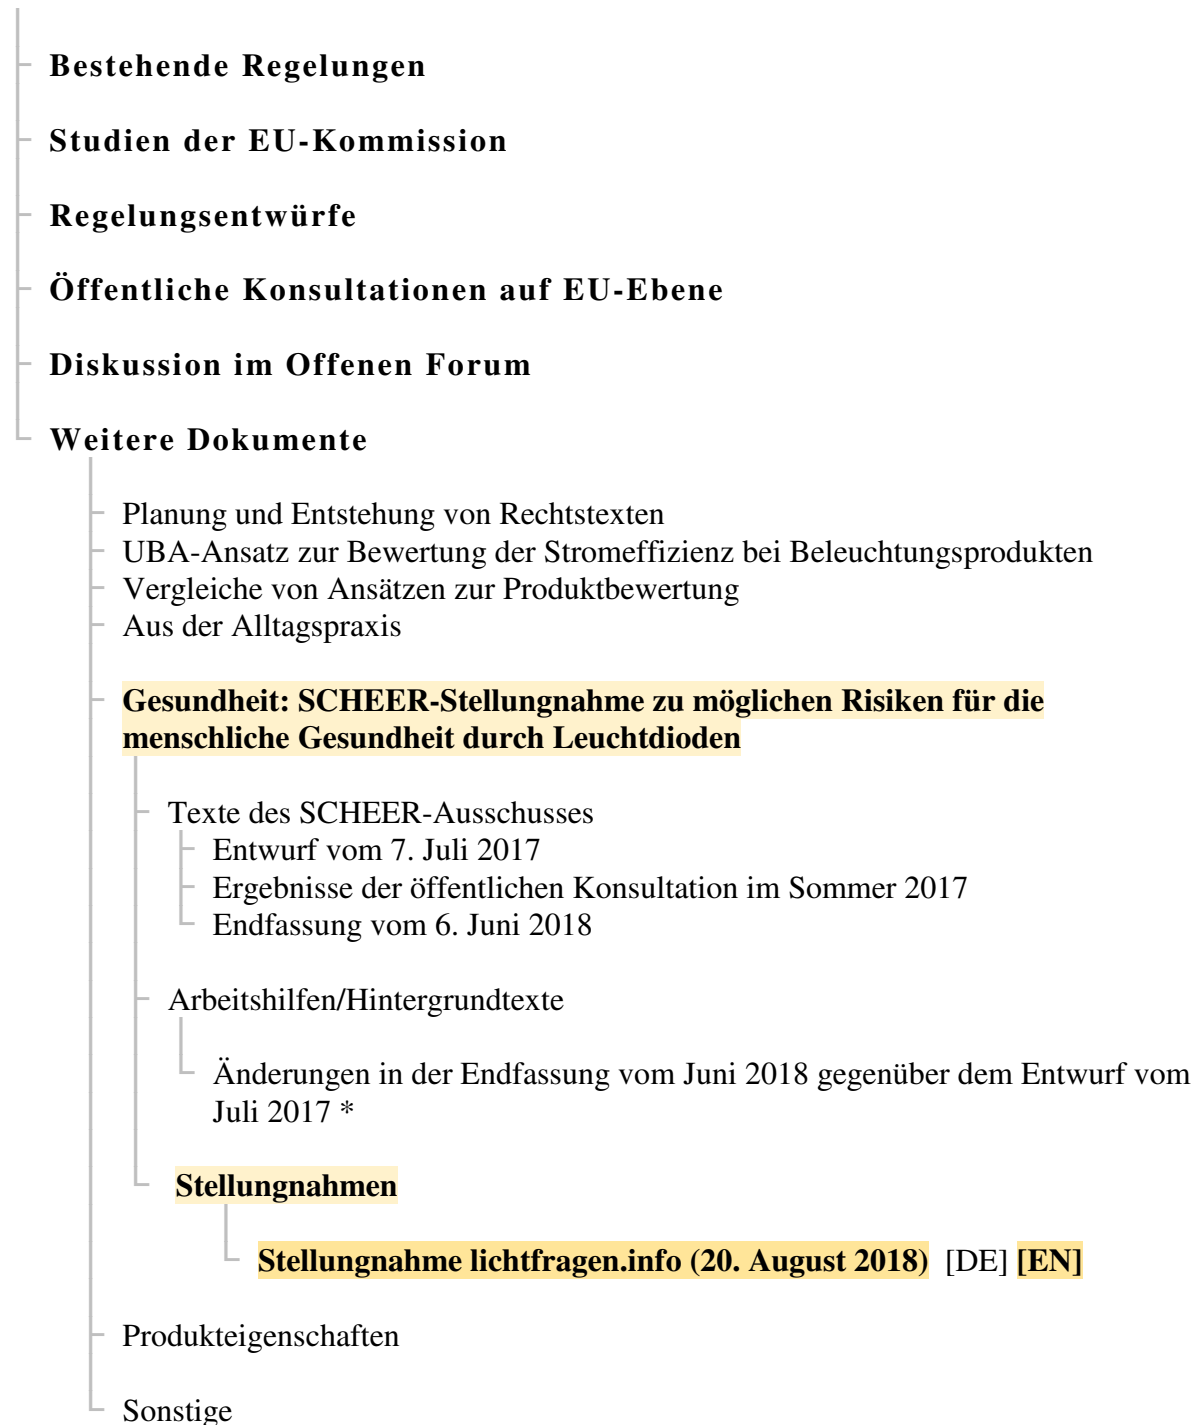 Bestehende Regelungen
Studien der EU-Kommission
Regelungsentwürfe
Öffentliche Konsultationen auf EU-Ebene
Diskussion im Offenen Forum
Weitere Dokumente
Planung und Entstehung von Rechtstexten
UBA-Ansatz zur Bewertung der Stromeffizienz bei Beleuchtungsprodukten
Vergleiche von Ansätzen zur Produktbewertung
Aus der Alltagspraxis
Gesundheit: SCHEER-Stellungnahme zu möglichen Risiken für die
menschliche Gesundheit durch Leuchtdioden
Texte des SCHEER-Ausschusses
Entwurf vom 7. Juli 2017
Ergebnisse der öffentlichen Konsultation im Sommer 2017
Endfassung vom 6. Juni 2018
Arbeitshilfen/Hintergrundtexte
Änderungen in der Endfassung vom Juni 2018 gegenüber dem Entwurf vom
Juli 2017 *
Stellungnahmen
Stellungnahme lichtfragen.info (20. August 2018) [DE] [EN]
Produkteigenschaften
Sonstige